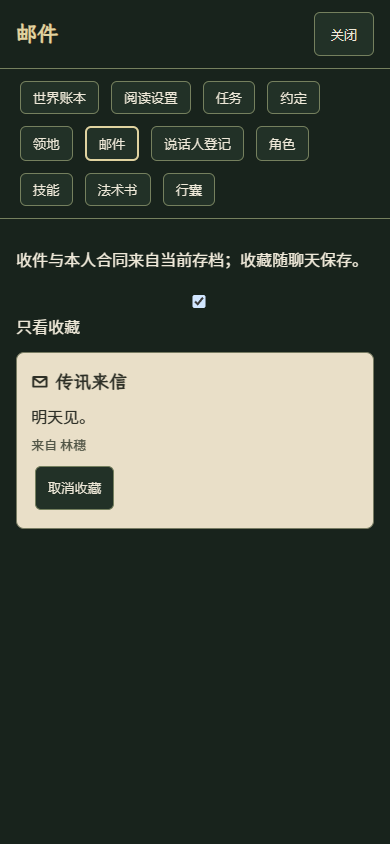 邮件
关闭
世界账本 阅读设置 任务 约定
领地 邮件 说话人登记 角色
技能 法术书 行囊
收件与本人合同来自当前存档；收藏随聊天保存。
只看收藏
传讯来信
明天见。
来自 林穗
取消收藏